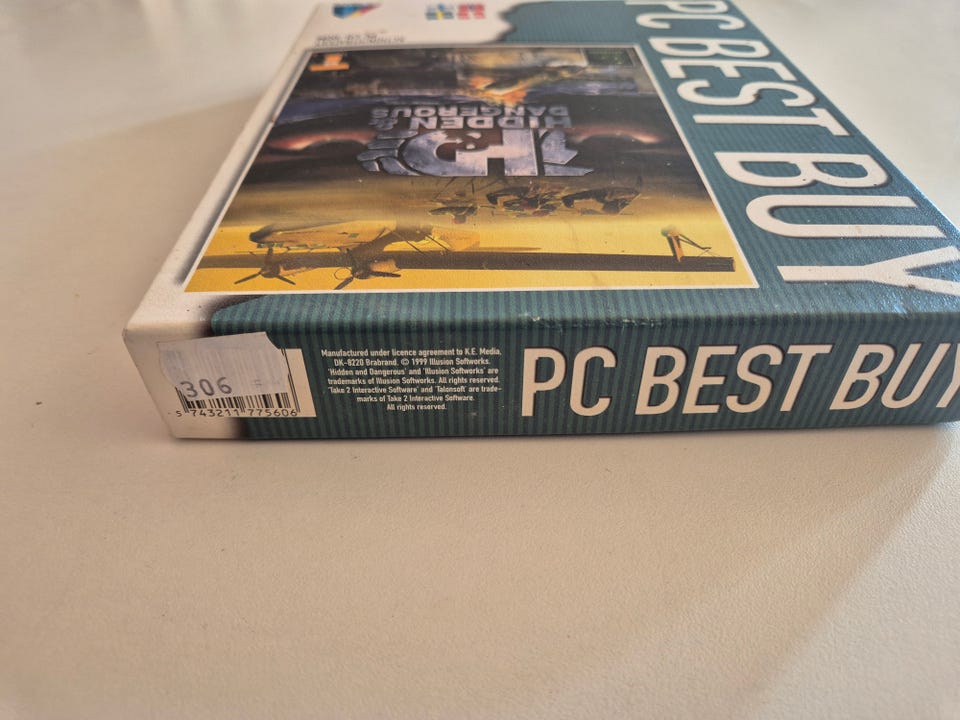 PC BEST BUY
HIDDEN &
DANGEROUS
HD
306
5 743211 775606
Manufactured under licence agreement to K.E. Media,
DK-8220 Brabrand. © 1999 Illusion Softworks.
'Hidden and Dangerous' and 'Illusion Softworks' are
trademarks of Illusion Softworks. All rights reserved.
'Take 2 Interactive Software' and 'Talonsoft' are trade-
marks of Take 2 Interactive Software.
All rights reserved.
PC BEST BUY